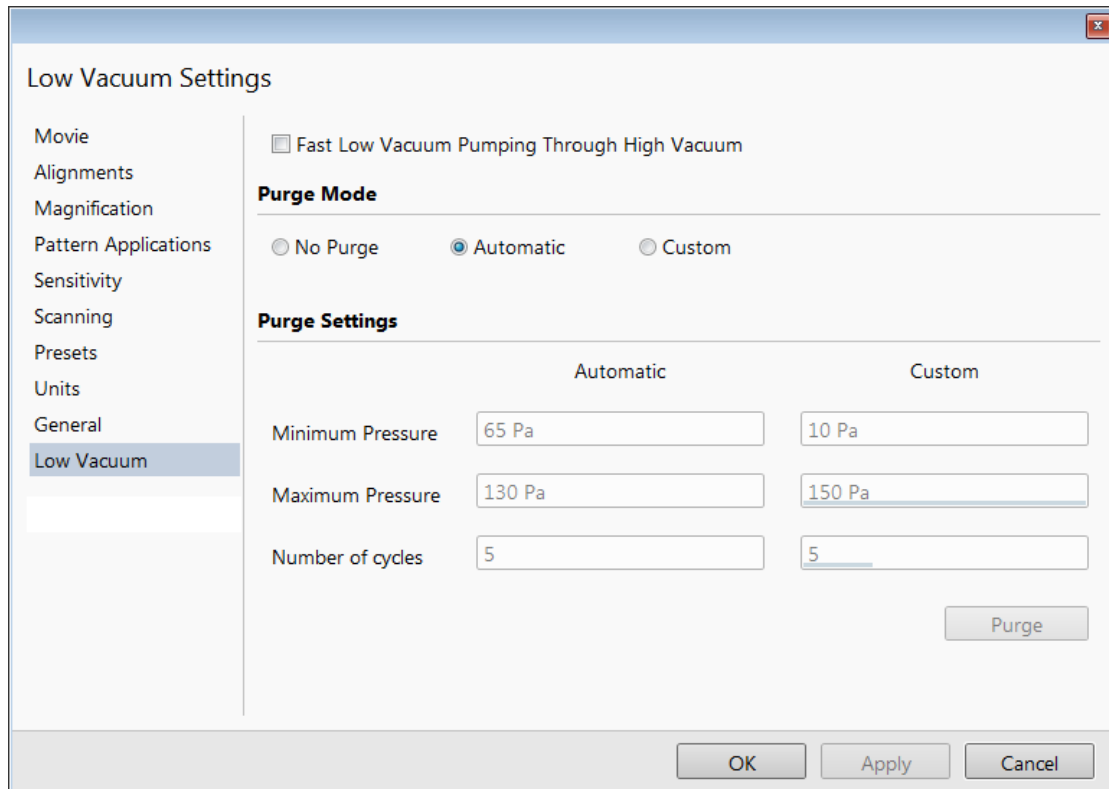 Low Vacuum Settings
Movie
Alignments
Magnification
Pattern Applications
Sensitivity
Scanning
Presets
Units
General
Low Vacuum
Fast Low Vacuum Pumping Through High Vacuum
Purge Mode
No Purge Automatic Custom
Purge Settings
Automatic Custom
Minimum Pressure 65 Pa 10 Pa
Maximum Pressure 130 Pa 150 Pa
Number of cycles 5 5
Purge
OK Apply Cancel